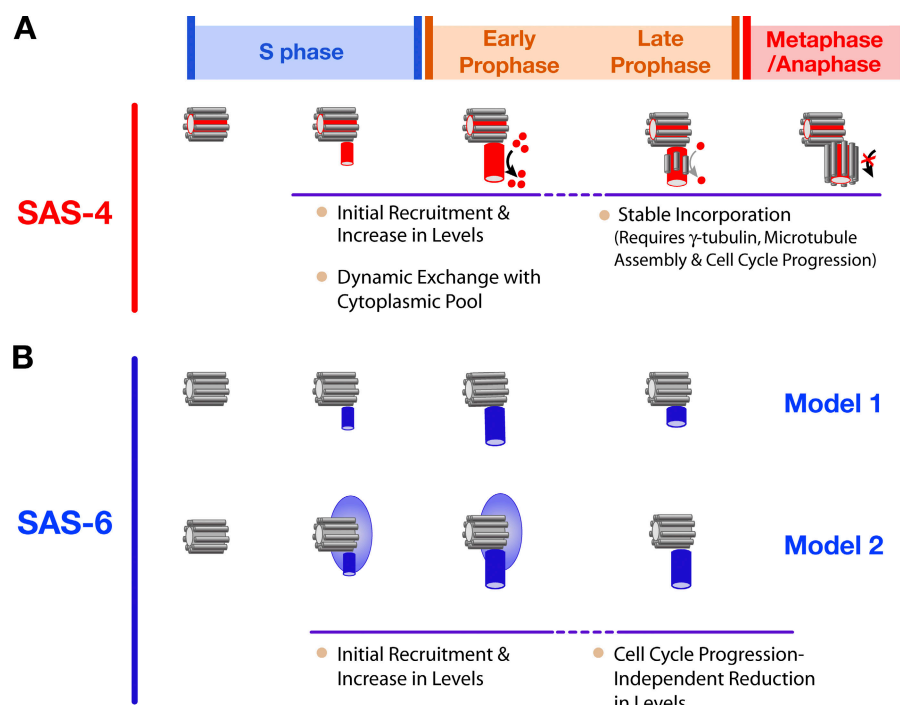 A
S phase
Early
Prophase
Late
Prophase
Metaphase
/Anaphase
SAS-4
Initial Recruitment &
Increase in Levels
Dynamic Exchange with
Cytoplasmic Pool
Stable Incorporation
(Requires γ-tubulin, Microtubule
Assembly & Cell Cycle Progression)
B
Model 1
SAS-6
Model 2
Initial Recruitment &
Increase in Levels
Cell Cycle Progression-
Independent Reduction
in Levels